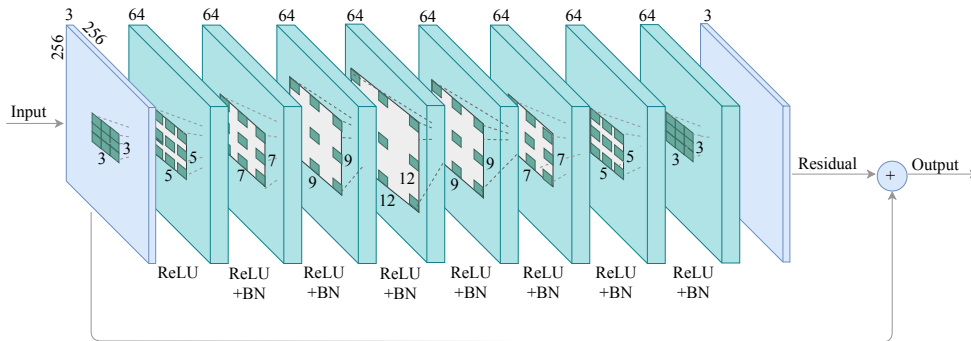 3 64 64 64 64 64 64 64 64 3
256 256
Input
3 3
5 5
7 7
9 9
12 12
9 9
7 7
5 5
3 3
Residual + Output
ReLU ReLU ReLU ReLU ReLU ReLU ReLU ReLU
+BN +BN +BN +BN +BN +BN +BN